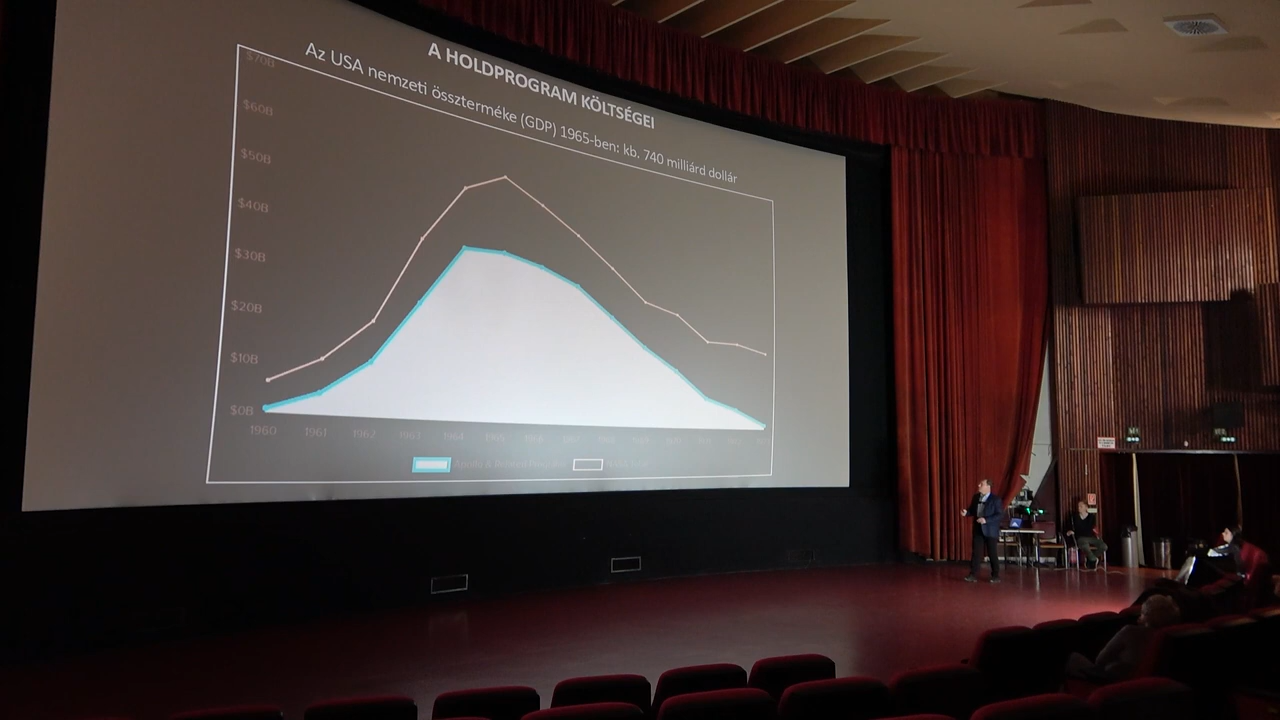 A HOLDPROGRAM KÖLTSÉGEI
Az USA nemzeti összterméke (GDP) 1965-ben: kb. 740 milliárd dollár
$70B
$60B
$50B
$40B
$30B
$20B
$10B
$0B
1960 1961 1962 1963 1964 1965